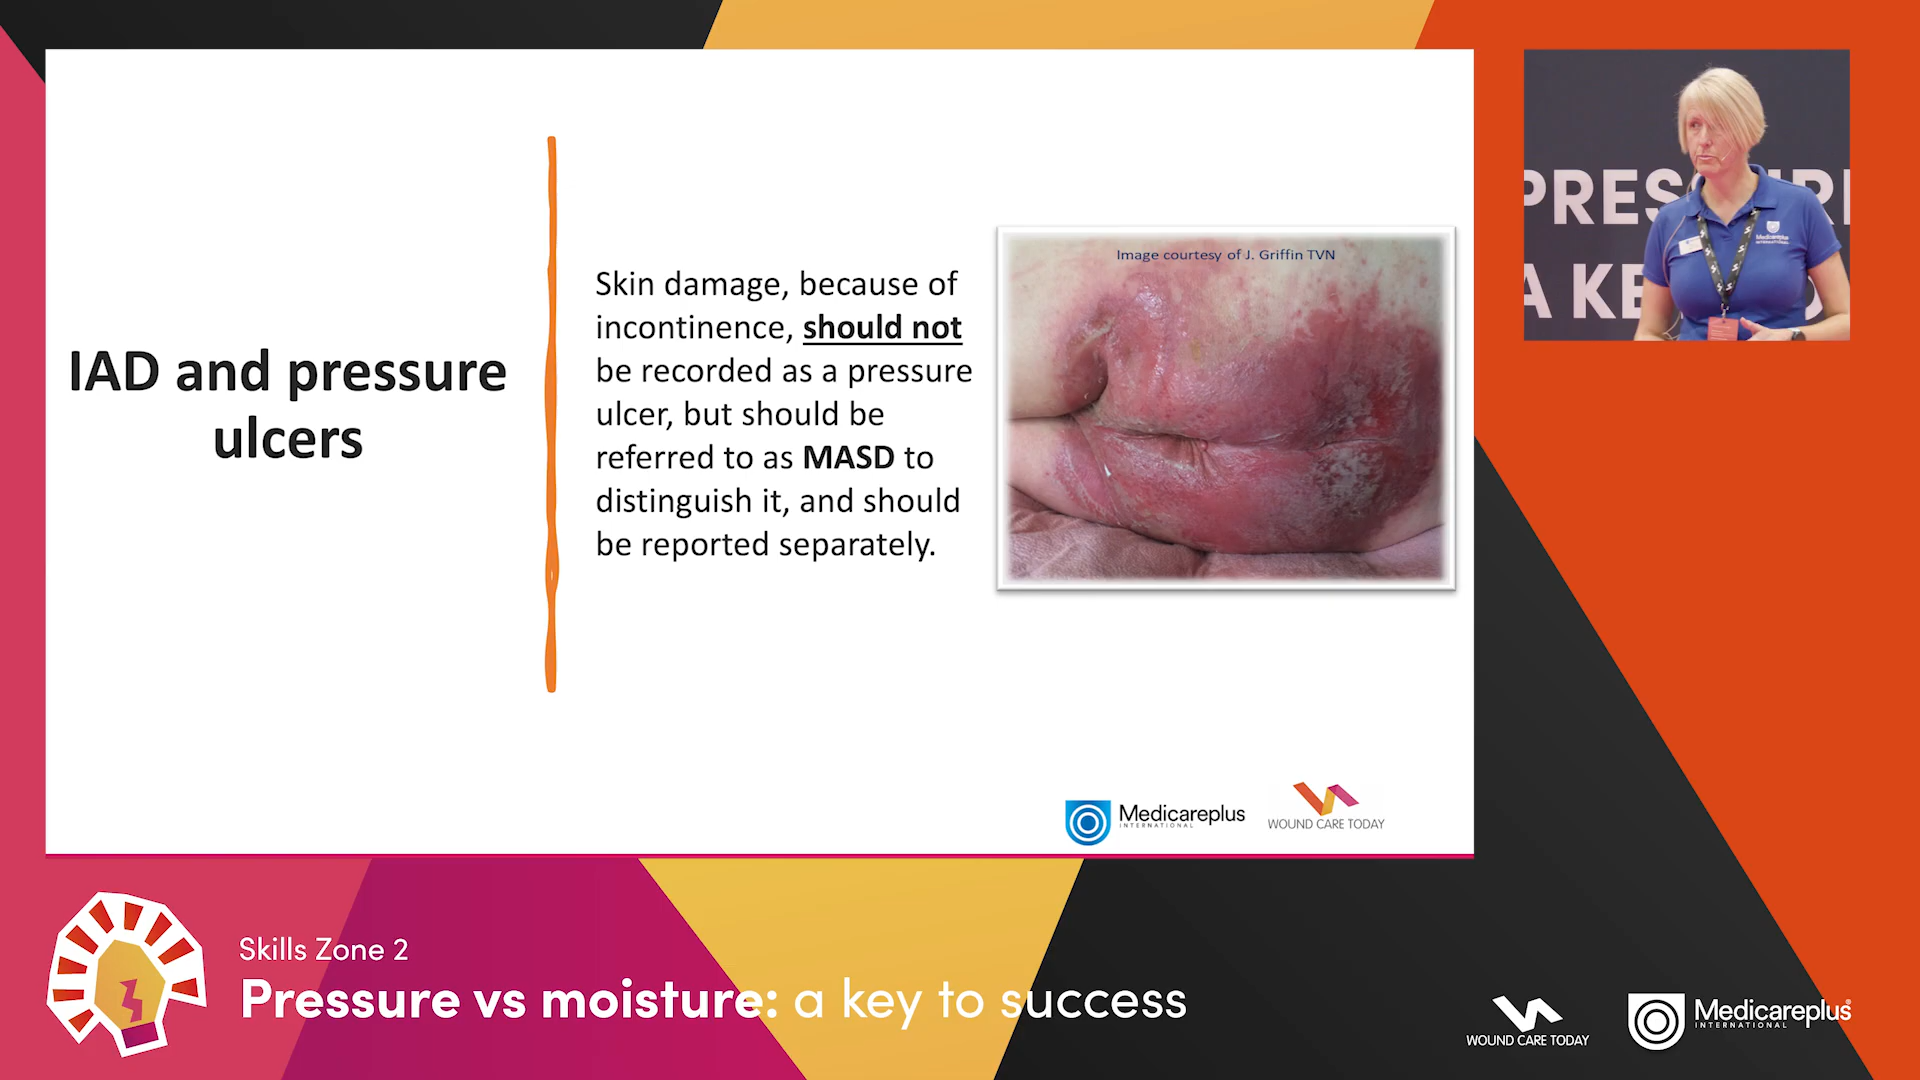 IAD and pressure
ulcers
Skin damage, because of
incontinence, should not
be recorded as a pressure
ulcer, but should be
referred to as MASD to
distinguish it, and should
be reported separately.
Image courtesy of J. Griffin TVN
Medicareplus
INTERNATIONAL
WOUND CARE TODAY
Medicareplus
Skills Zone 2
Pressure vs moisture: a key to success
WOUND CARE TODAY
Medicareplus®
INTERNATIONAL